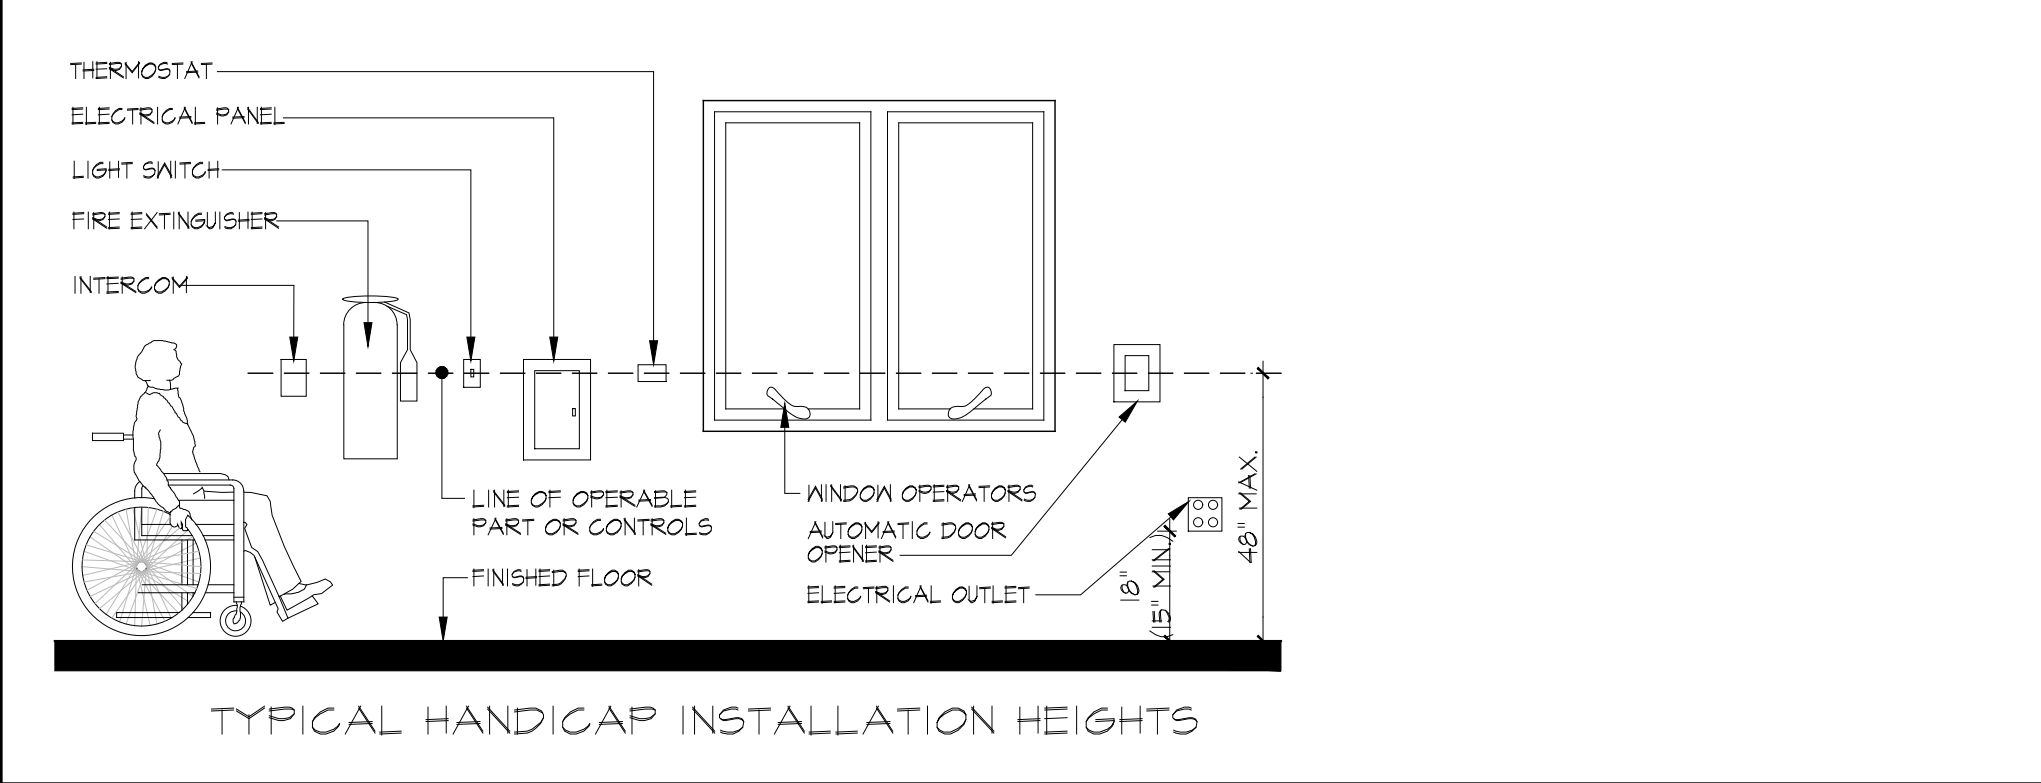 THERMOSTAT
ELECTRICAL PANEL
LIGHT SWITCH
FIRE EXTINGUISHER
INTERCOM
LINE OF OPERABLE
PART OR CONTROLS
FINISHED FLOOR
WINDOW OPERATORS
AUTOMATIC DOOR
OPENER
ELECTRICAL OUTLET
18"
(15" MIN.)
48" MAX.
TYPICAL HANDICAP INSTALLATION HEIGHTS